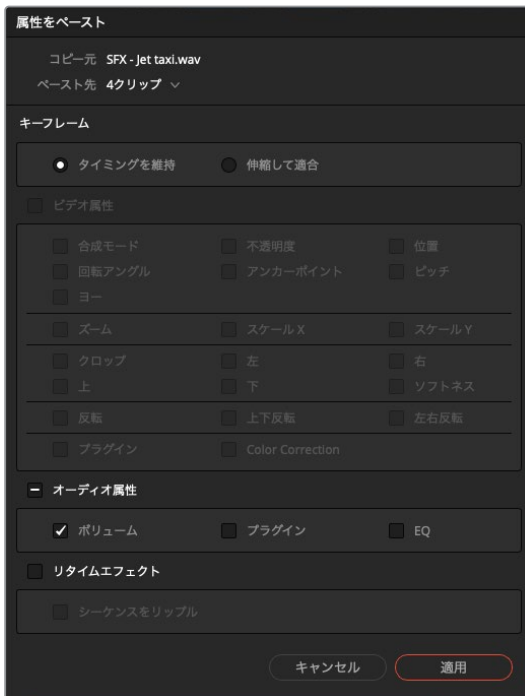 属性をペースト
コピー元 SFX - Jet taxi.wav
ペースト先 4クリップ
キーフレーム
タイミングを維持 伸縮して適合
ビデオ属性
合成モード 不透明度 位置
回転アングル アンカーポイント ピッチ
ヨー
ズーム スケール X スケール Y
クロップ 左 右
上 下 ソフトネス
反転 上下反転 左右反転
プラグイン Color Correction
オーディオ属性
ボリューム プラグイン EQ
リタイムエフェクト
シーケンスをリップル
キャンセル 適用